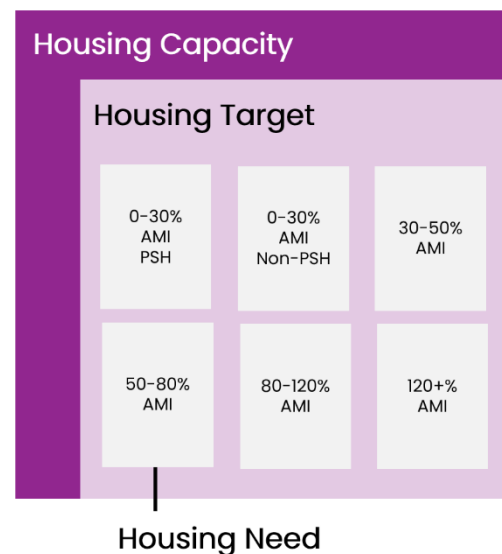 Housing Capacity
Housing Target
0-30%
AMI
PSH
0-30%
AMI
Non-PSH
30-50%
AMI
50-80%
AMI
80-120%
AMI
120+%
AMI
Housing Need